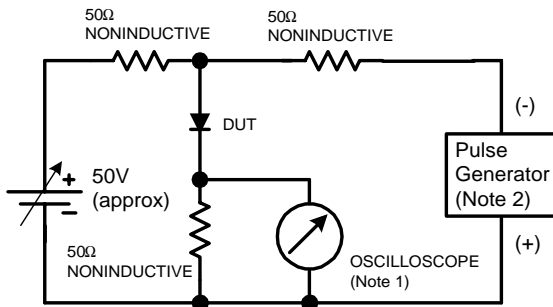 50Ω
NONINDUCTIVE
50Ω
NONINDUCTIVE
DUT
(-)
Pulse
Generator
(Note 2)
(+)
+
50V
(approx)
−
50Ω
NONINDUCTIVE
OSCILLOSCOPE
(Note 1)